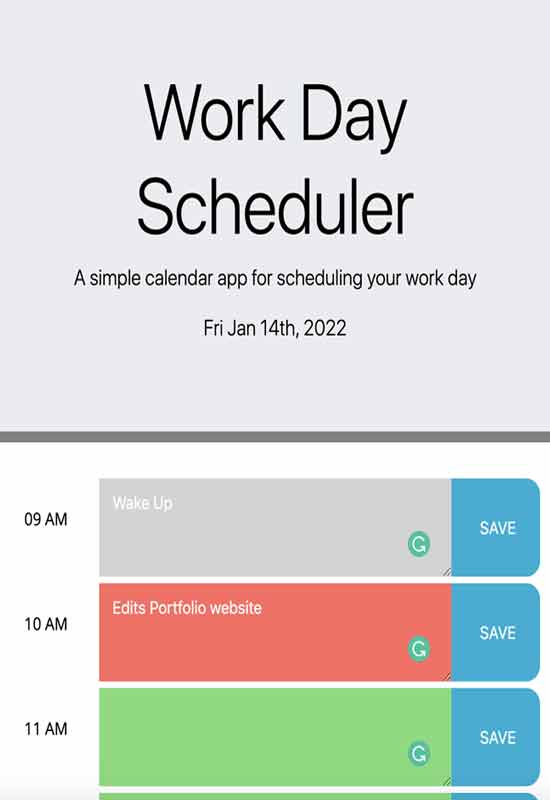 Work Day
Scheduler
A simple calendar app for scheduling your work day
Fri Jan 14th, 2022
Wake Up
09 AM
G
SAVE
Edits Portfolio website
10 AM
G
SAVE
11 AM
G
SAVE